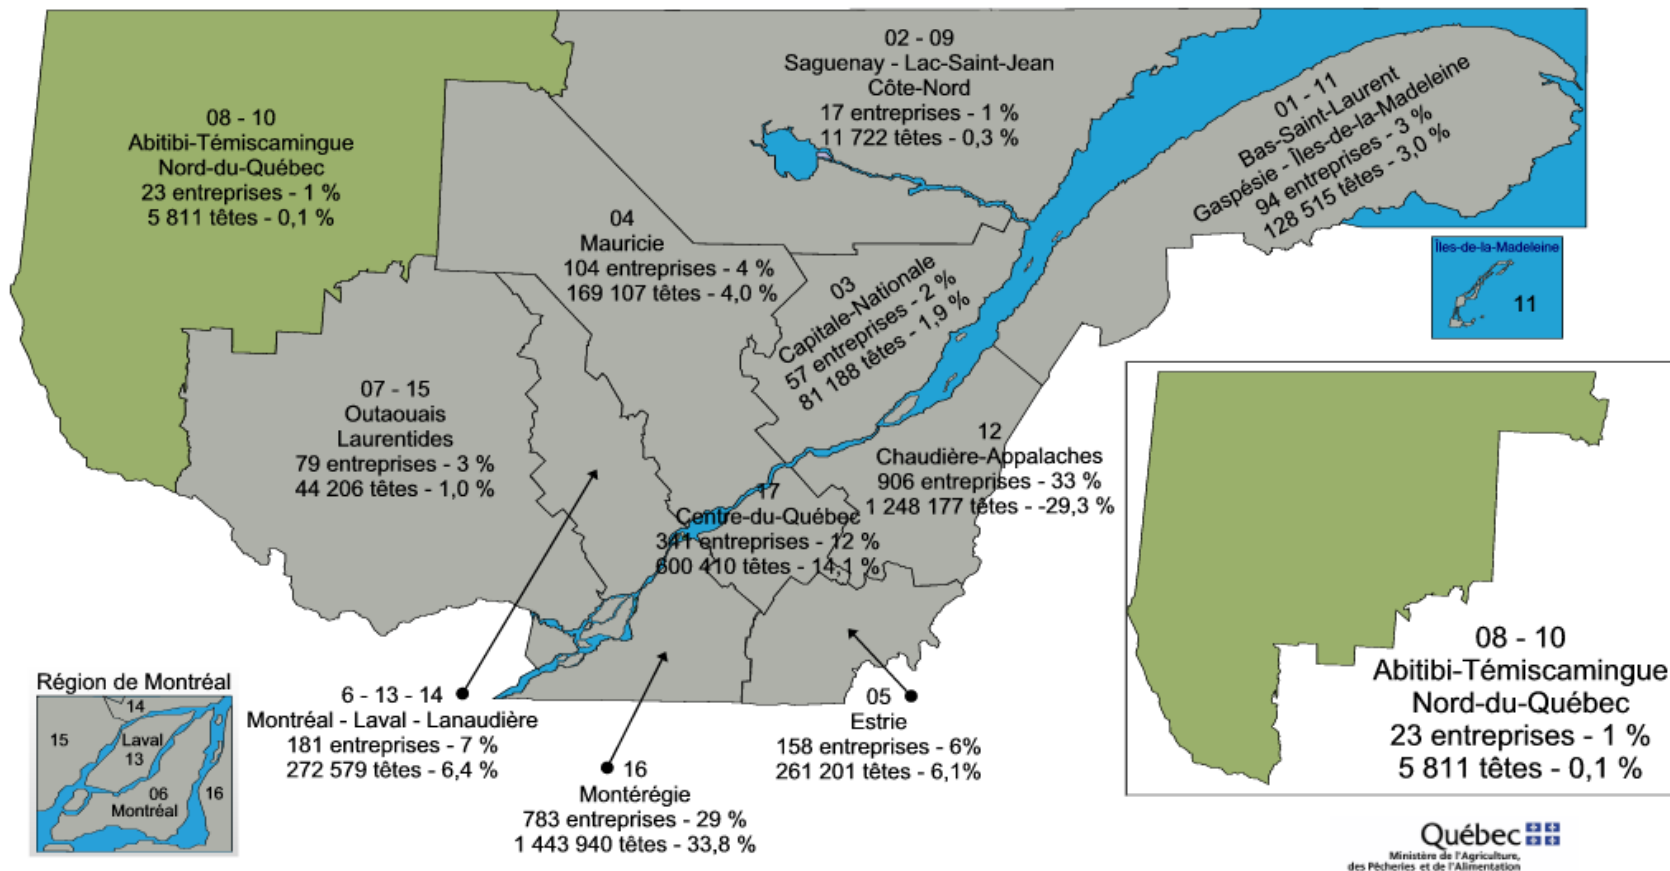 02 - 09
Saguenay - Lac-Saint-Jean
Côte-Nord
17 entreprises - 1 %
11 722 têtes - 0,3 %
01 - 11
Bas-Saint-Laurent
Gaspésie - Îles-de-la-Madeleine
94 entreprises - 3 %
128 515 têtes - 3,0 %
08 - 10
Abitibi-Témiscamingue
Nord-du-Québec
23 entreprises - 1 %
5 811 têtes - 0,1 %
04
Mauricie
104 entreprises - 4 %
169 107 têtes - 4,0 %
03
Capitale-Nationale
57 entreprises - 2 %
81 188 têtes - 1,9 %
Îles-de-la-Madeleine
11
07 - 15
Outaouais
Laurentides
79 entreprises - 3 %
44 206 têtes - 1,0 %
12
Chaudière-Appalaches
906 entreprises - 33 %
1 248 177 têtes - -29,3 %
17
Centre-du-Québec
341 entreprises - 12 %
600 410 têtes - 14,1 %
08 - 10
Abitibi-Témiscamingue
Nord-du-Québec
23 entreprises - 1 %
5 811 têtes - 0,1 %
Région de Montréal
14
15
Laval
13
06
Montréal
16
6 - 13 - 14
Montréal - Laval - Lanaudière
181 entreprises - 7 %
272 579 têtes - 6,4 %
16
Montérégie
783 entreprises - 29 %
1 443 940 têtes - 33,8 %
05
Estrie
158 entreprises - 6%
261 201 têtes - 6,1%
Québec
Ministère de l'Agriculture,
des Pêcheries et de l'Alimentation